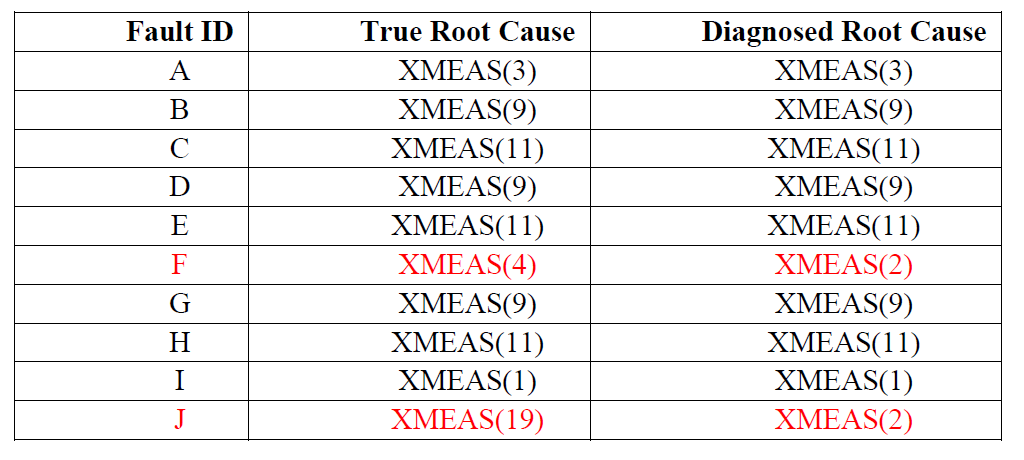 Fault ID True Root Cause Diagnosed Root Cause
A XMEAS(3) XMEAS(3)
B XMEAS(9) XMEAS(9)
C XMEAS(11) XMEAS(11)
D XMEAS(9) XMEAS(9)
E XMEAS(11) XMEAS(11)
F XMEAS(4) XMEAS(2)
G XMEAS(9) XMEAS(9)
H XMEAS(11) XMEAS(11)
I XMEAS(1) XMEAS(1)
J XMEAS(19) XMEAS(2)